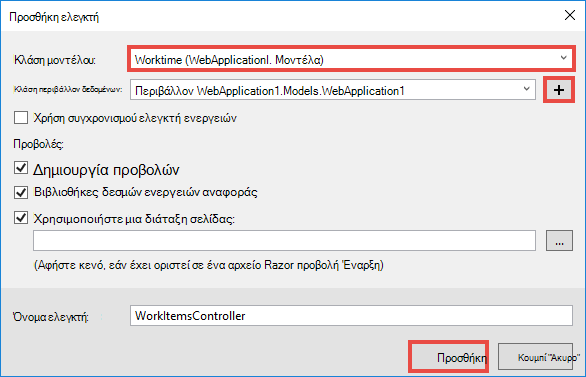 Προσθήκη ελεγκτή
Κλάση μοντέλου: Worktime (WebApplicationl. Μοντέλα)
Κλάση περιβάλλον δεδομένων: Περιβάλλον WebApplication1.Models.WebApplication1 +
Χρήση συγχρονισμού ελεγκτή ενεργειών
Προβολές:
Δημιουργία προβολών
Βιβλιοθήκες δεσμών ενεργειών αναφοράς
Χρησιμοποιήστε μια διάταξη σελίδας:
...
(Αφήστε κενό, εάν έχει οριστεί σε ένα αρχείο Razor προβολή Έναρξη)
Όνομα ελεγκτή: WorkItemsController
Προσθήκη Κουμπί "Άκυρο"